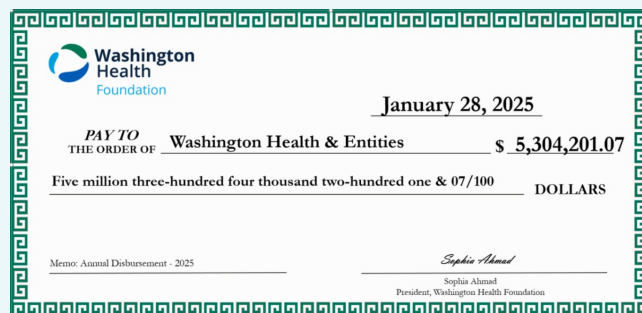 Washington
Health
Foundation
January 28, 2025
PAY TO
THE ORDER OF Washington Health & Entities $ 5,304,201.07
Five million three-hundred four thousand two-hundred one & 07/100 DOLLARS
Memo: Annual Disbursement - 2025
Sophia Ahmad
Sophia Ahmad
President, Washington Health Foundation